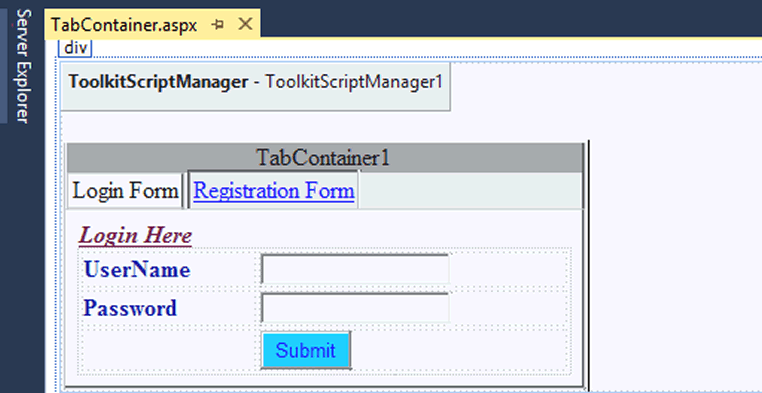 Server Explorer
TabContainer.aspx
div
ToolkitScriptManager - ToolkitScriptManager1
TabContainer1
Login Form Registration Form
Login Here
UserName
Password
Submit